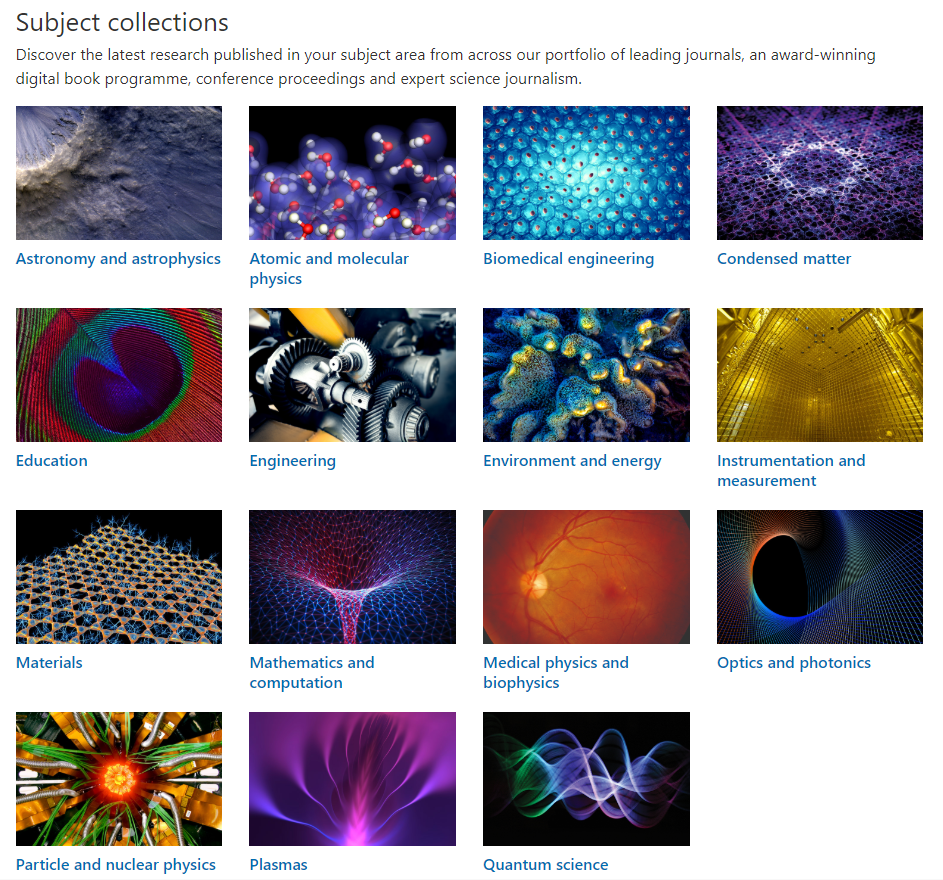 Subject collections
Discover the latest research published in your subject area from across our portfolio of leading journals, an award-winning
digital book programme, conference proceedings and expert science journalism.
Astronomy and astrophysics
Atomic and molecular
physics
Biomedical engineering
Condensed matter
Education
Engineering
Environment and energy
Instrumentation and
measurement
Materials
Mathematics and
computation
Medical physics and
biophysics
Optics and photonics
Particle and nuclear physics
Plasmas
Quantum science